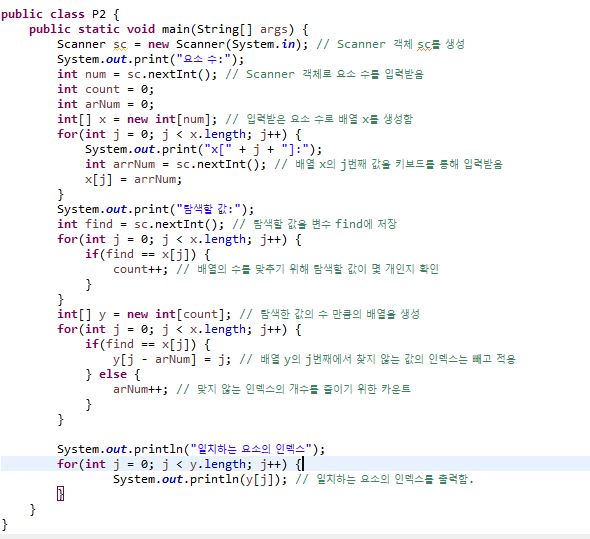 public class P2 {
    public static void main(String[] args) {
        Scanner sc = new Scanner(System.in); // Scanner 객체 sc를 생성
        System.out.print("요소 수:");
        int num = sc.nextInt(); // Scanner 객체로 요소 수를 입력받음
        int count = 0;
        int arNum = 0;
        int[] x = new int[num]; // 입력받은 요소 수로 배열 x를 생성함
        for(int j = 0; j < x.length; j++) {
            System.out.print("x[" + j + "]:");
            int arrNum = sc.nextInt(); // 배열 x의 j번째 값을 키보드를 통해 입력받음
            x[j] = arrNum;
        }
        System.out.print("탐색할 값:");
        int find = sc.nextInt(); // 탐색할 값을 변수 find에 저장
        for(int j = 0; j < x.length; j++) {
            if(find == x[j]) {
                count++; // 배열의 수를 맞추기 위해 탐색할 값이 몇 개인지 확인
            }
        }
        int[] y = new int[count]; // 탐색한 값의 수 만큼의 배열을 생성
        for(int j = 0; j < x.length; j++) {
            if(find == x[j]) {
                y[j - arNum] = j; // 배열 y의 j번째에서 찾지 않는 값의 인덱스는 빼고 적용
            } else {
                arNum++; // 맞지 않는 인덱스의 개수를 줄이기 위한 카운트
            }
        }

        System.out.println("일치하는 요소의 인덱스");
        for(int j = 0; j < y.length; j++) {
                System.out.println(y[j]); // 일치하는 요소의 인덱스를 출력함.
        }
    }
}